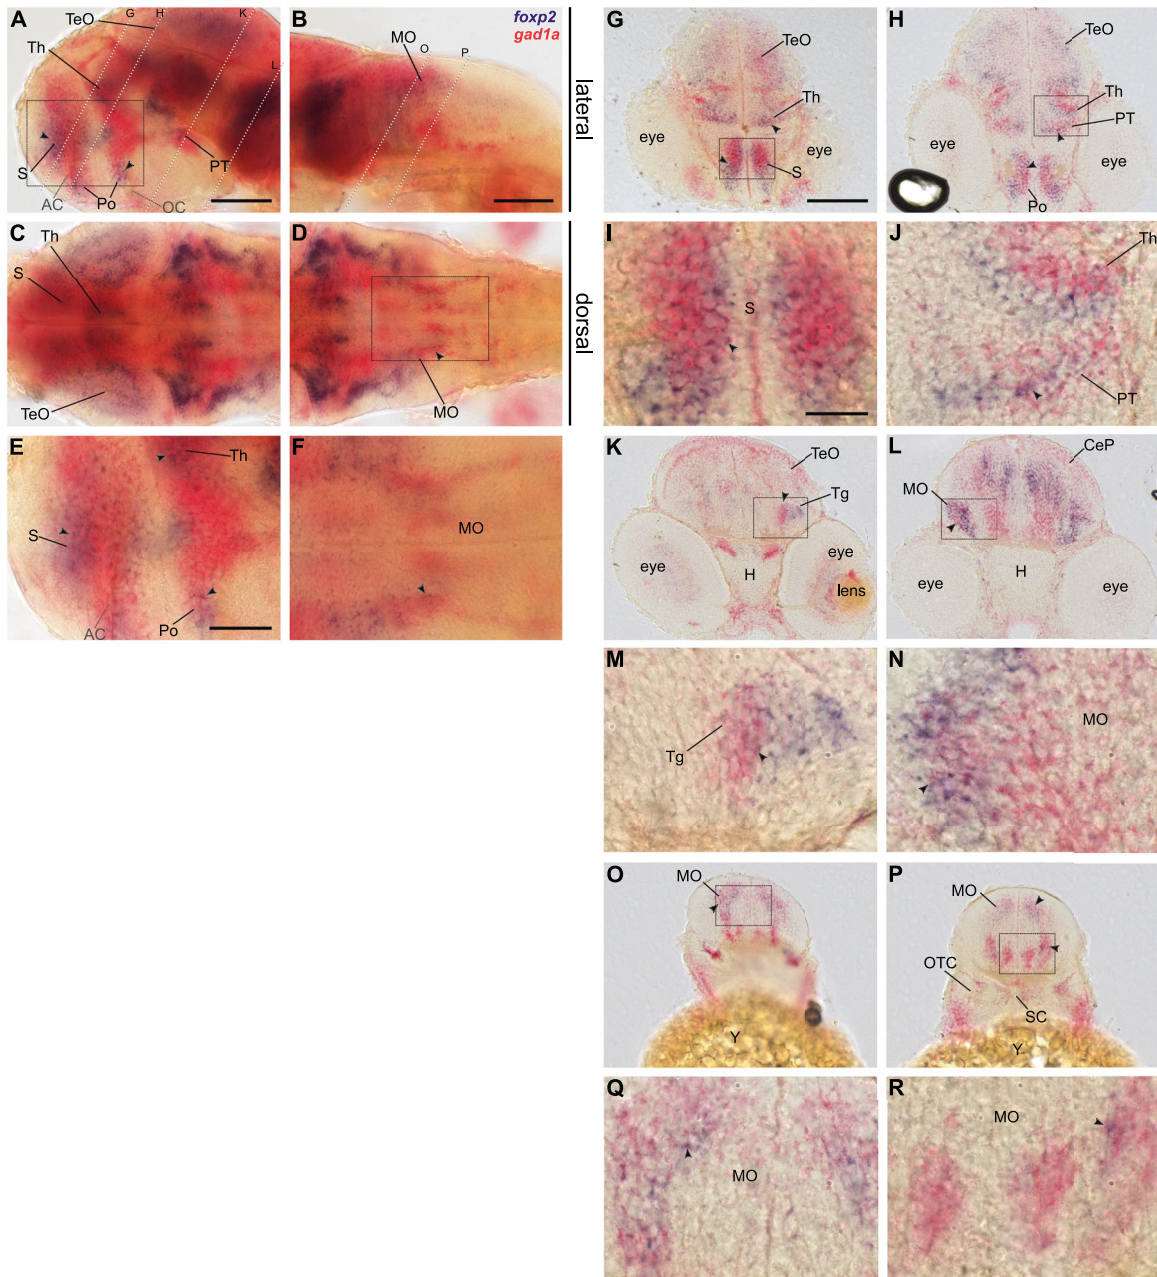 A
G
H
K
TeO
Th
L
S
PT
AC
Po
OC
B
foxp2
gad1a
MO
O
P
lateral
G
TeO
Th
eye
eye
S
H
TeO
Th
PT
eye
eye
Po
C
Th
S
TeO
D
MO
dorsal
I
S
J
Th
PT
E
Th
S
AC
Po
F
MO
K
TeO
Tg
eye
eye
H
lens
L
CeP
MO
H
eye
eye
M
Tg
N
MO
O
MO
Y
P
MO
OTC
SC
Y
Q
MO
R
MO